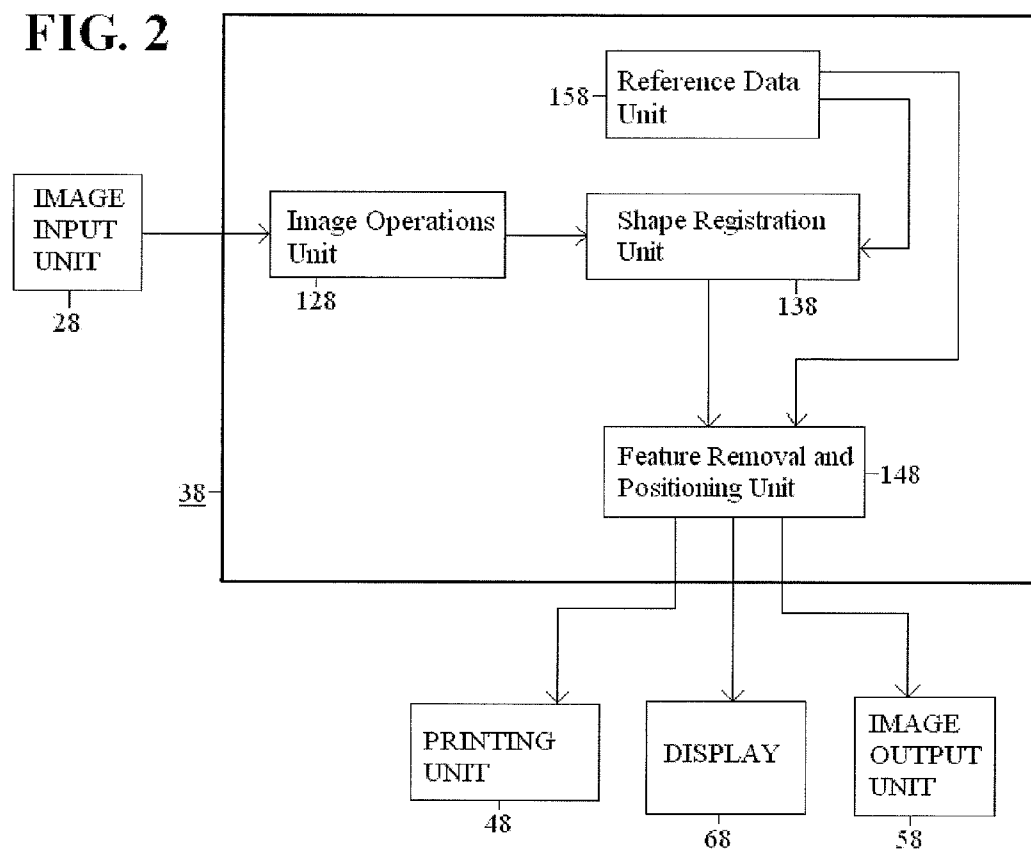 FIG. 2
Reference Data
Unit
158
IMAGE
INPUT
UNIT
28
Image Operations
Unit
128
Shape Registration
Unit
138
Feature Removal and
Positioning Unit
148
38
PRINTING
UNIT
48
DISPLAY
68
IMAGE
OUTPUT
UNIT
58